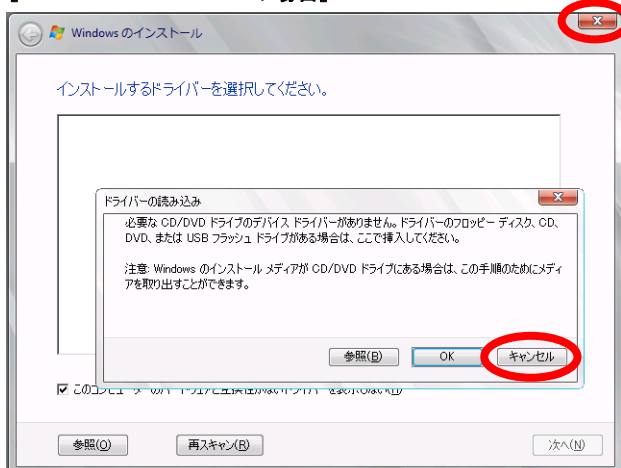 Windows のインストール
インストールするドライバーを選択してください。
ドライバーの読み込み
必要な CD/DVD ドライブのデバイス ドライバーがありません。ドライバーのフロッピー ディスク、CD、
DVD、または USB フラッシュ ドライブがある場合は、ここで挿入してください。
注意: Windows のインストール メディアが CD/DVD ドライブにある場合は、この手順のためにメディ
アを取り出すことができます。
参照(B)
OK
キャンセル
参照(O)
再スキャン(R)
次へ(N)